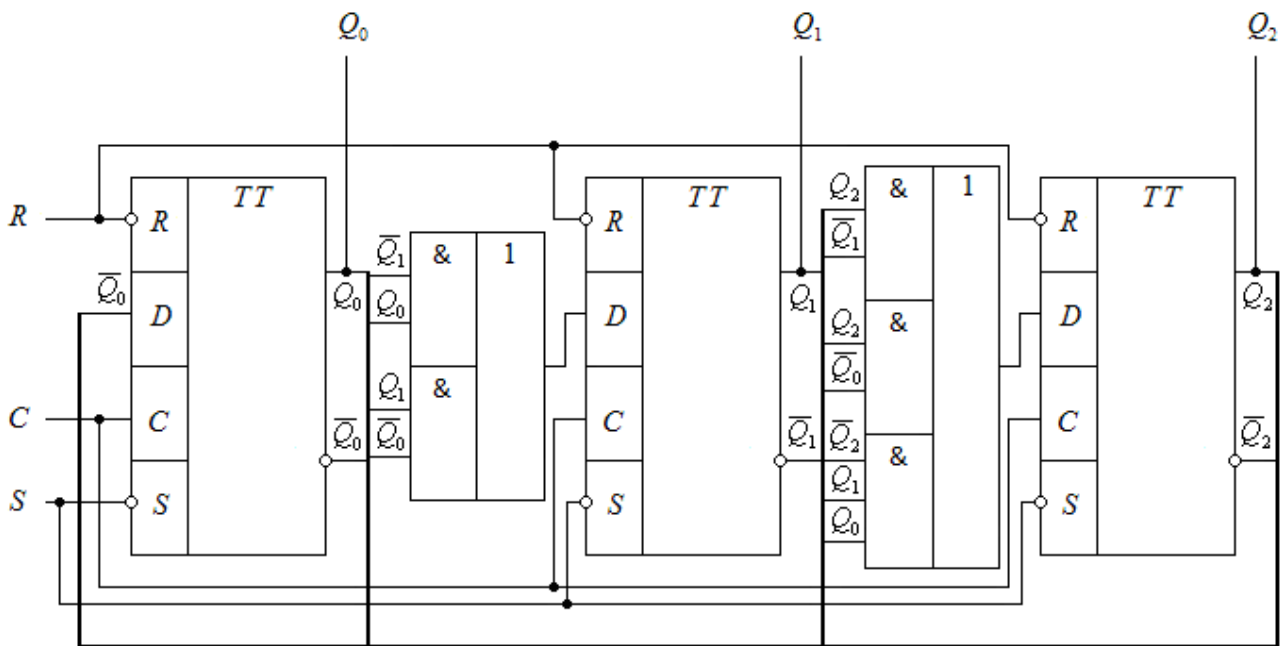 Q₀ Q₁ Q₂
R R TT Q̅₁ & 1 R TT Q₂ & 1 R TT
Q̅₀ D Q₀ Q₀ D Q₁ Q̅₁ D Q₂
Q₂ &
Q₁ & Q̅₀
C C Q̅₀ Q̅₀ C Q̅₁ Q̅₂ & C Q̅₂
Q₁
S S S Q₀ S